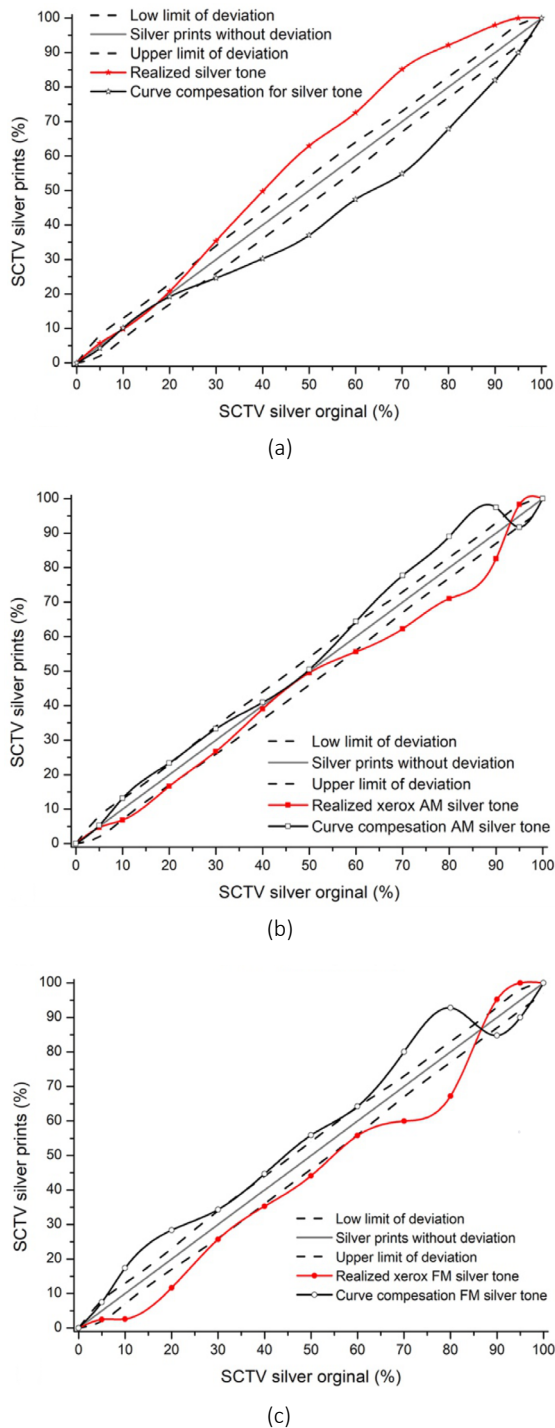 Low limit of deviation
Silver prints without deviation
Upper limit of deviation
Realized silver tone
Curve compesation for silver tone
SCTV silver prints (%)
100
90
80
70
60
50
40
30
20
10
0
0 10 20 30 40 50 60 70 80 90 100
SCTV silver orginal (%)
(a)
SCTV silver prints (%)
100
90
80
70
60
50
40
30
20
10
0
Low limit of deviation
Silver prints without deviation
Upper limit of deviation
Realized xerox AM silver tone
Curve compesation AM silver tone
0 10 20 30 40 50 60 70 80 90 100
SCTV silver orginal (%)
(b)
SCTV silver prints (%)
100
90
80
70
60
50
40
30
20
10
0
Low limit of deviation
Silver prints without deviation
Upper limit of deviation
Realized xerox FM silver tone
Curve compesation FM silver tone
0 10 20 30 40 50 60 70 80 90 100
SCTV silver orginal (%)
(c)